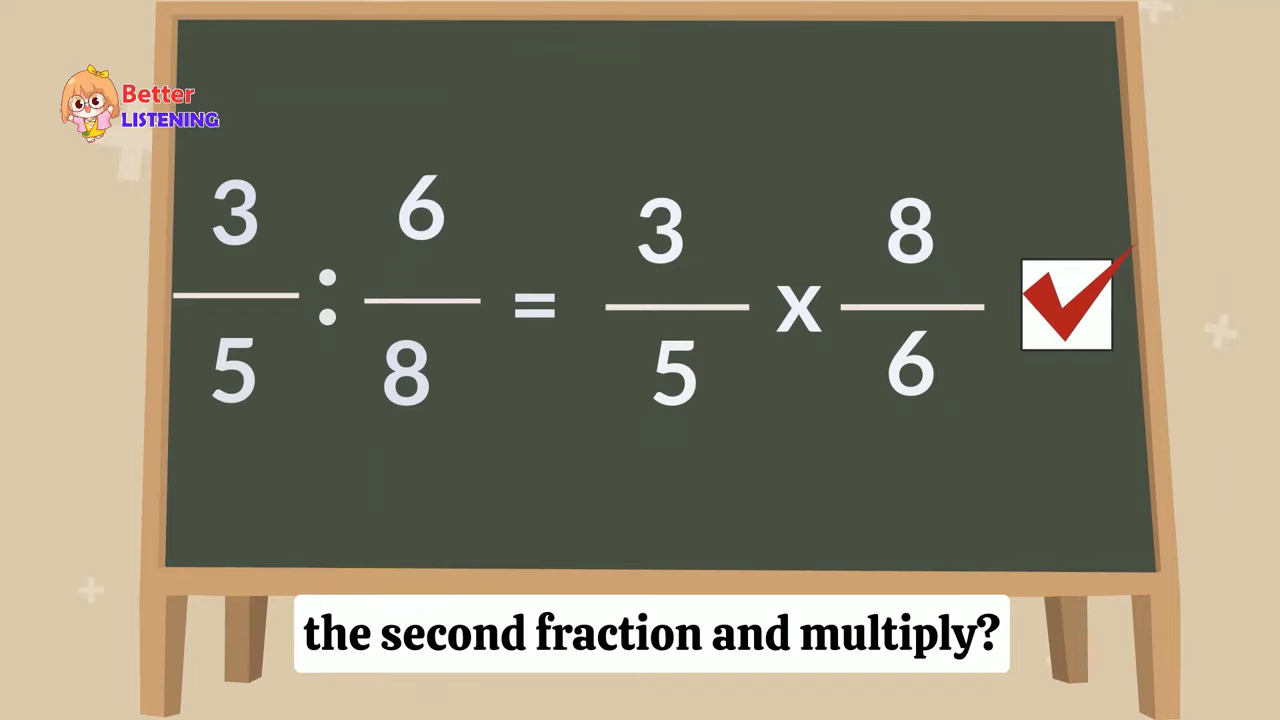 Better
LISTENING
3/5 : 6/8 = 3/5 x 8/6
the second fraction and multiply?